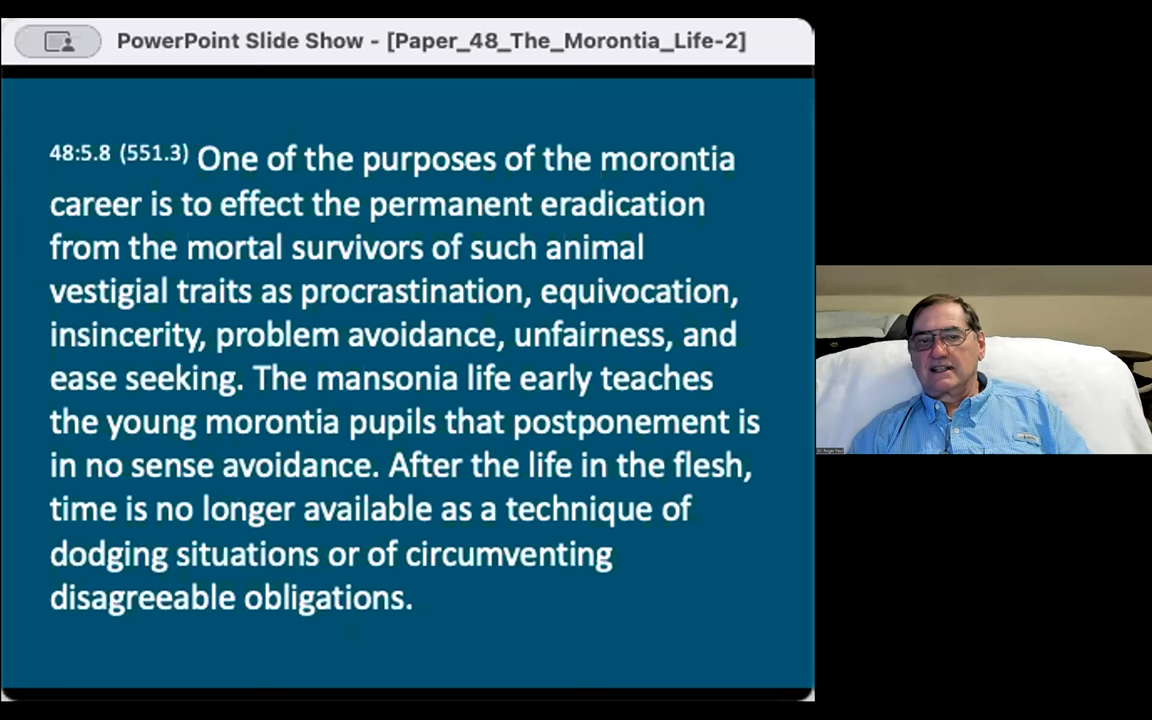 PowerPoint Slide Show - [Paper_48_The_Morontia_Life-2]
48:5.8 (551.3) One of the purposes of the morontia
career is to effect the permanent eradication
from the mortal survivors of such animal
vestigial traits as procrastination, equivocation,
insincerity, problem avoidance, unfairness, and
ease seeking. The mansonia life early teaches
the young morontia pupils that postponement is
in no sense avoidance. After the life in the flesh,
time is no longer available as a technique of
dodging situations or of circumventing
disagreeable obligations.